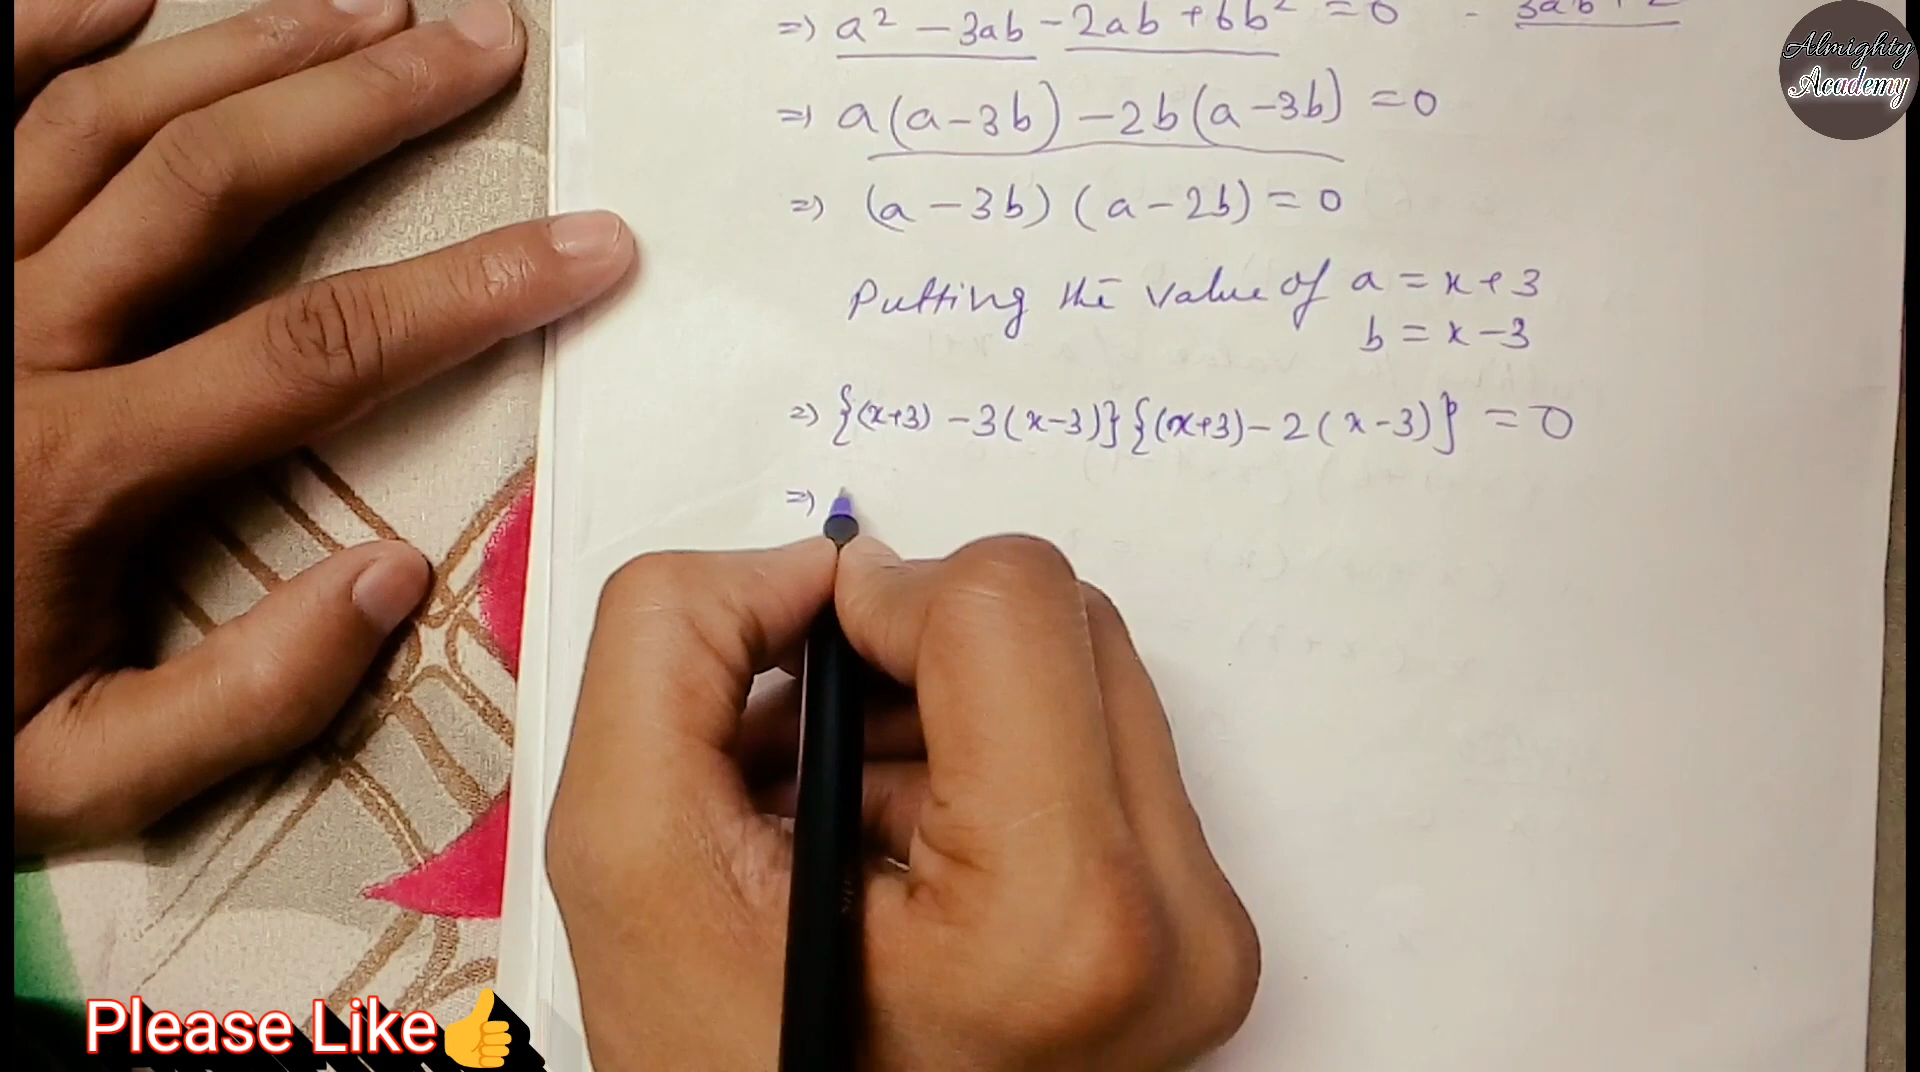 =) a² - 3ab - 2ab + 6b² = 0 - 3ab
=) a(a-3b) - 2b(a-3b) = 0
=) (a - 3b) (a - 2b) = 0
Putting the value of a = x+3
b = x-3
=) {(x+3) - 3(x-3)}{(x+3) - 2(x-3)} = 0
=)
Almighty
Academy
Please Like👍